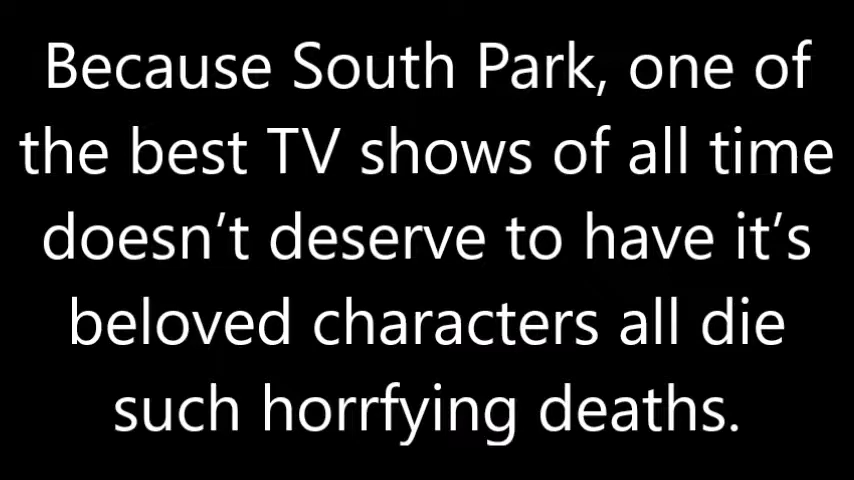 Because South Park, one of
the best TV shows of all time
doesn’t deserve to have it’s
beloved characters all die
such horrfying deaths.